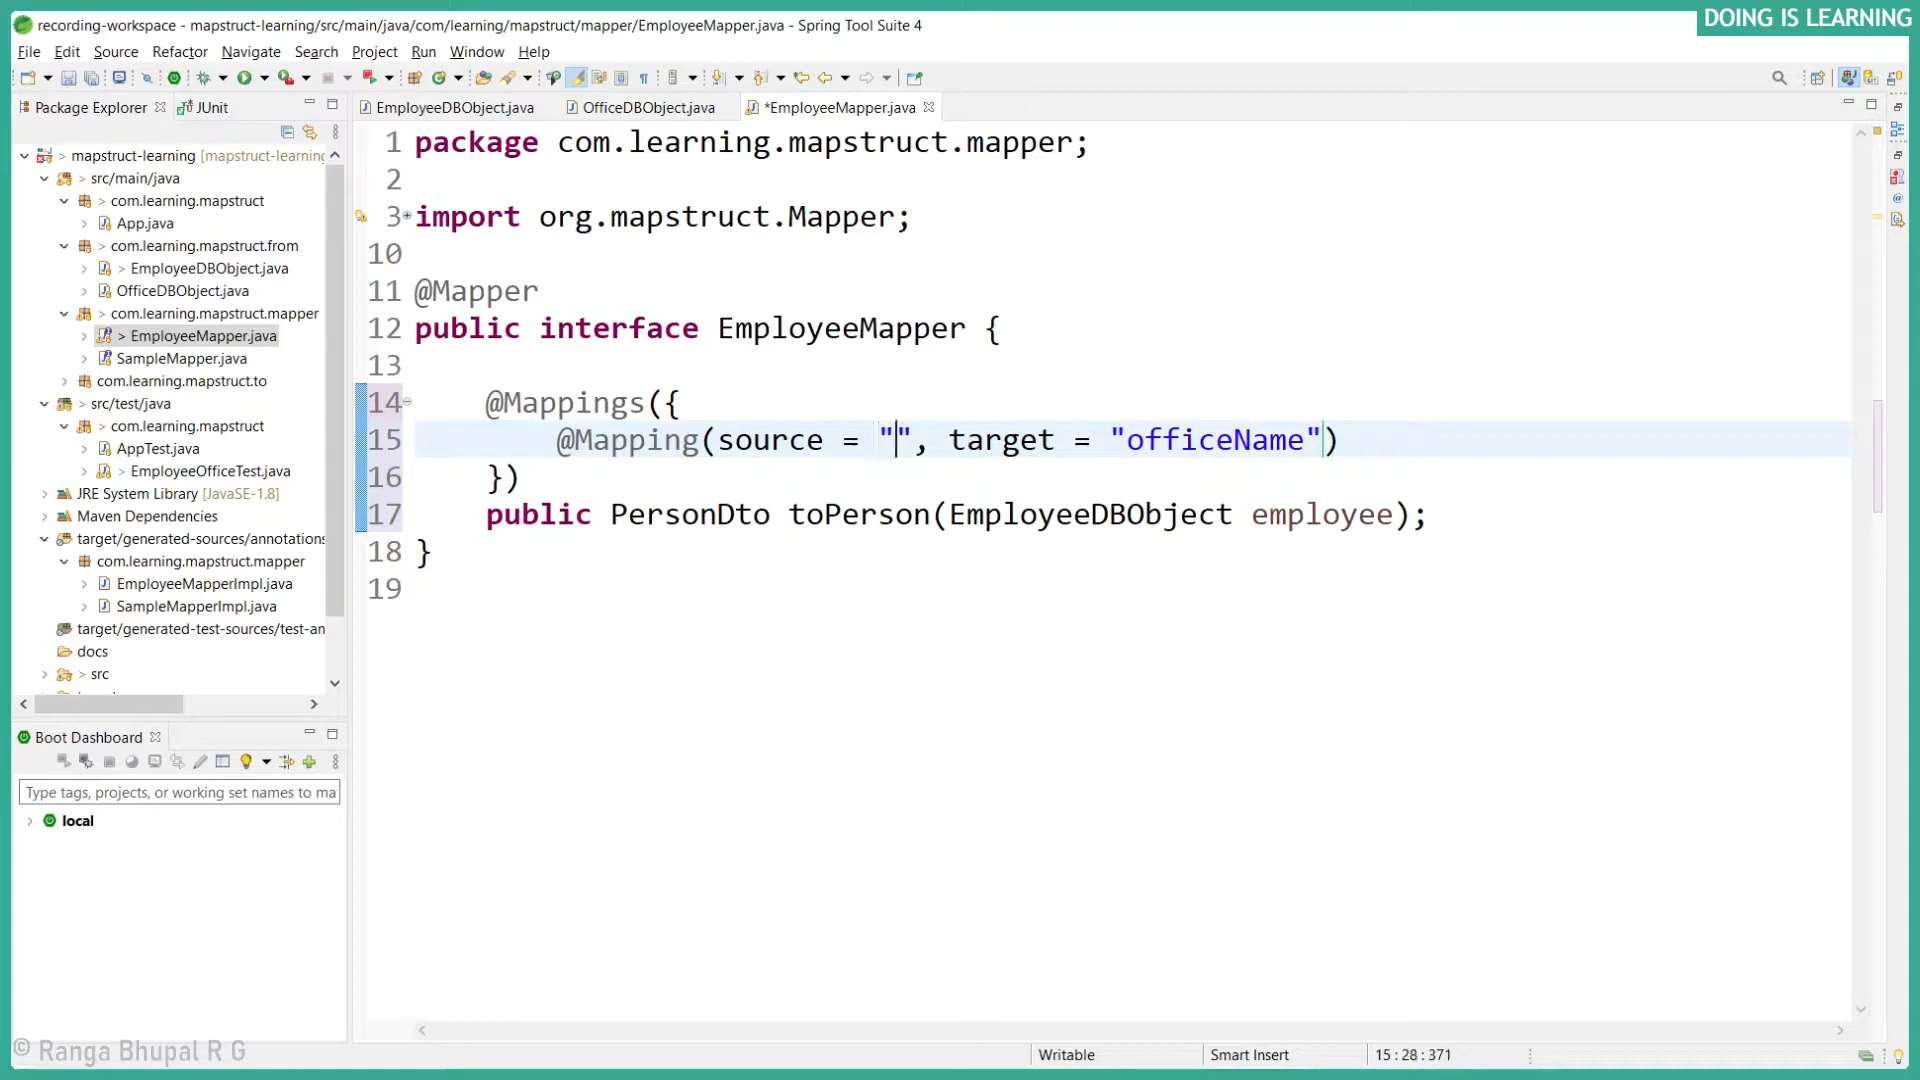 DOING IS LEARNING
recording-workspace - mapstruct-learning/src/main/java/com/learning/mapstruct/mapper/EmployeeMapper.java - Spring Tool Suite 4
File Edit Source Refactor Navigate Search Project Run Window Help
Package Explorer JUnit
EmployeeDBObject.java OfficeDBObject.java *EmployeeMapper.java
> mapstruct-learning [mapstruct-learning
> src/main/java
> com.learning.mapstruct
App.java
> com.learning.mapstruct.from
> EmployeeDBObject.java
OfficeDBObject.java
com.learning.mapstruct.mapper
> EmployeeMapper.java
SampleMapper.java
com.learning.mapstruct.to
> src/test/java
> com.learning.mapstruct
AppTest.java
> EmployeeOfficeTest.java
JRE System Library [JavaSE-1.8]
Maven Dependencies
target/generated-sources/annotations
com.learning.mapstruct.mapper
EmployeeMapperImpl.java
SampleMapperImpl.java
target/generated-test-sources/test-an
docs
> src
1 package com.learning.mapstruct.mapper;
2
3 import org.mapstruct.Mapper;
10
11 @Mapper
12 public interface EmployeeMapper {
13
14 @Mappings({
15 @Mapping(source = "", target = "officeName")
16 })
17 public PersonDto toPerson(EmployeeDBObject employee);
18 }
19
Boot Dashboard
Type tags, projects, or working set names to ma
local
© Ranga Bhupal R G
Writable Smart Insert 15 : 28 : 371